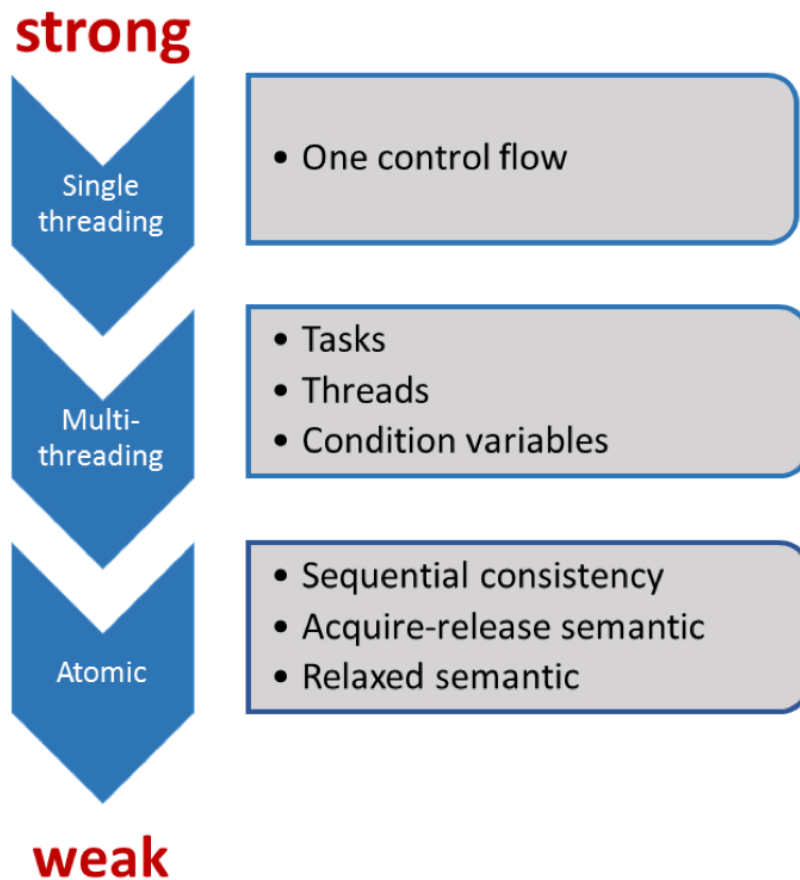 strong
Single
threading
• One control flow
Multi-
threading
• Tasks
• Threads
• Condition variables
Atomic
• Sequential consistency
• Acquire-release semantic
• Relaxed semantic
weak